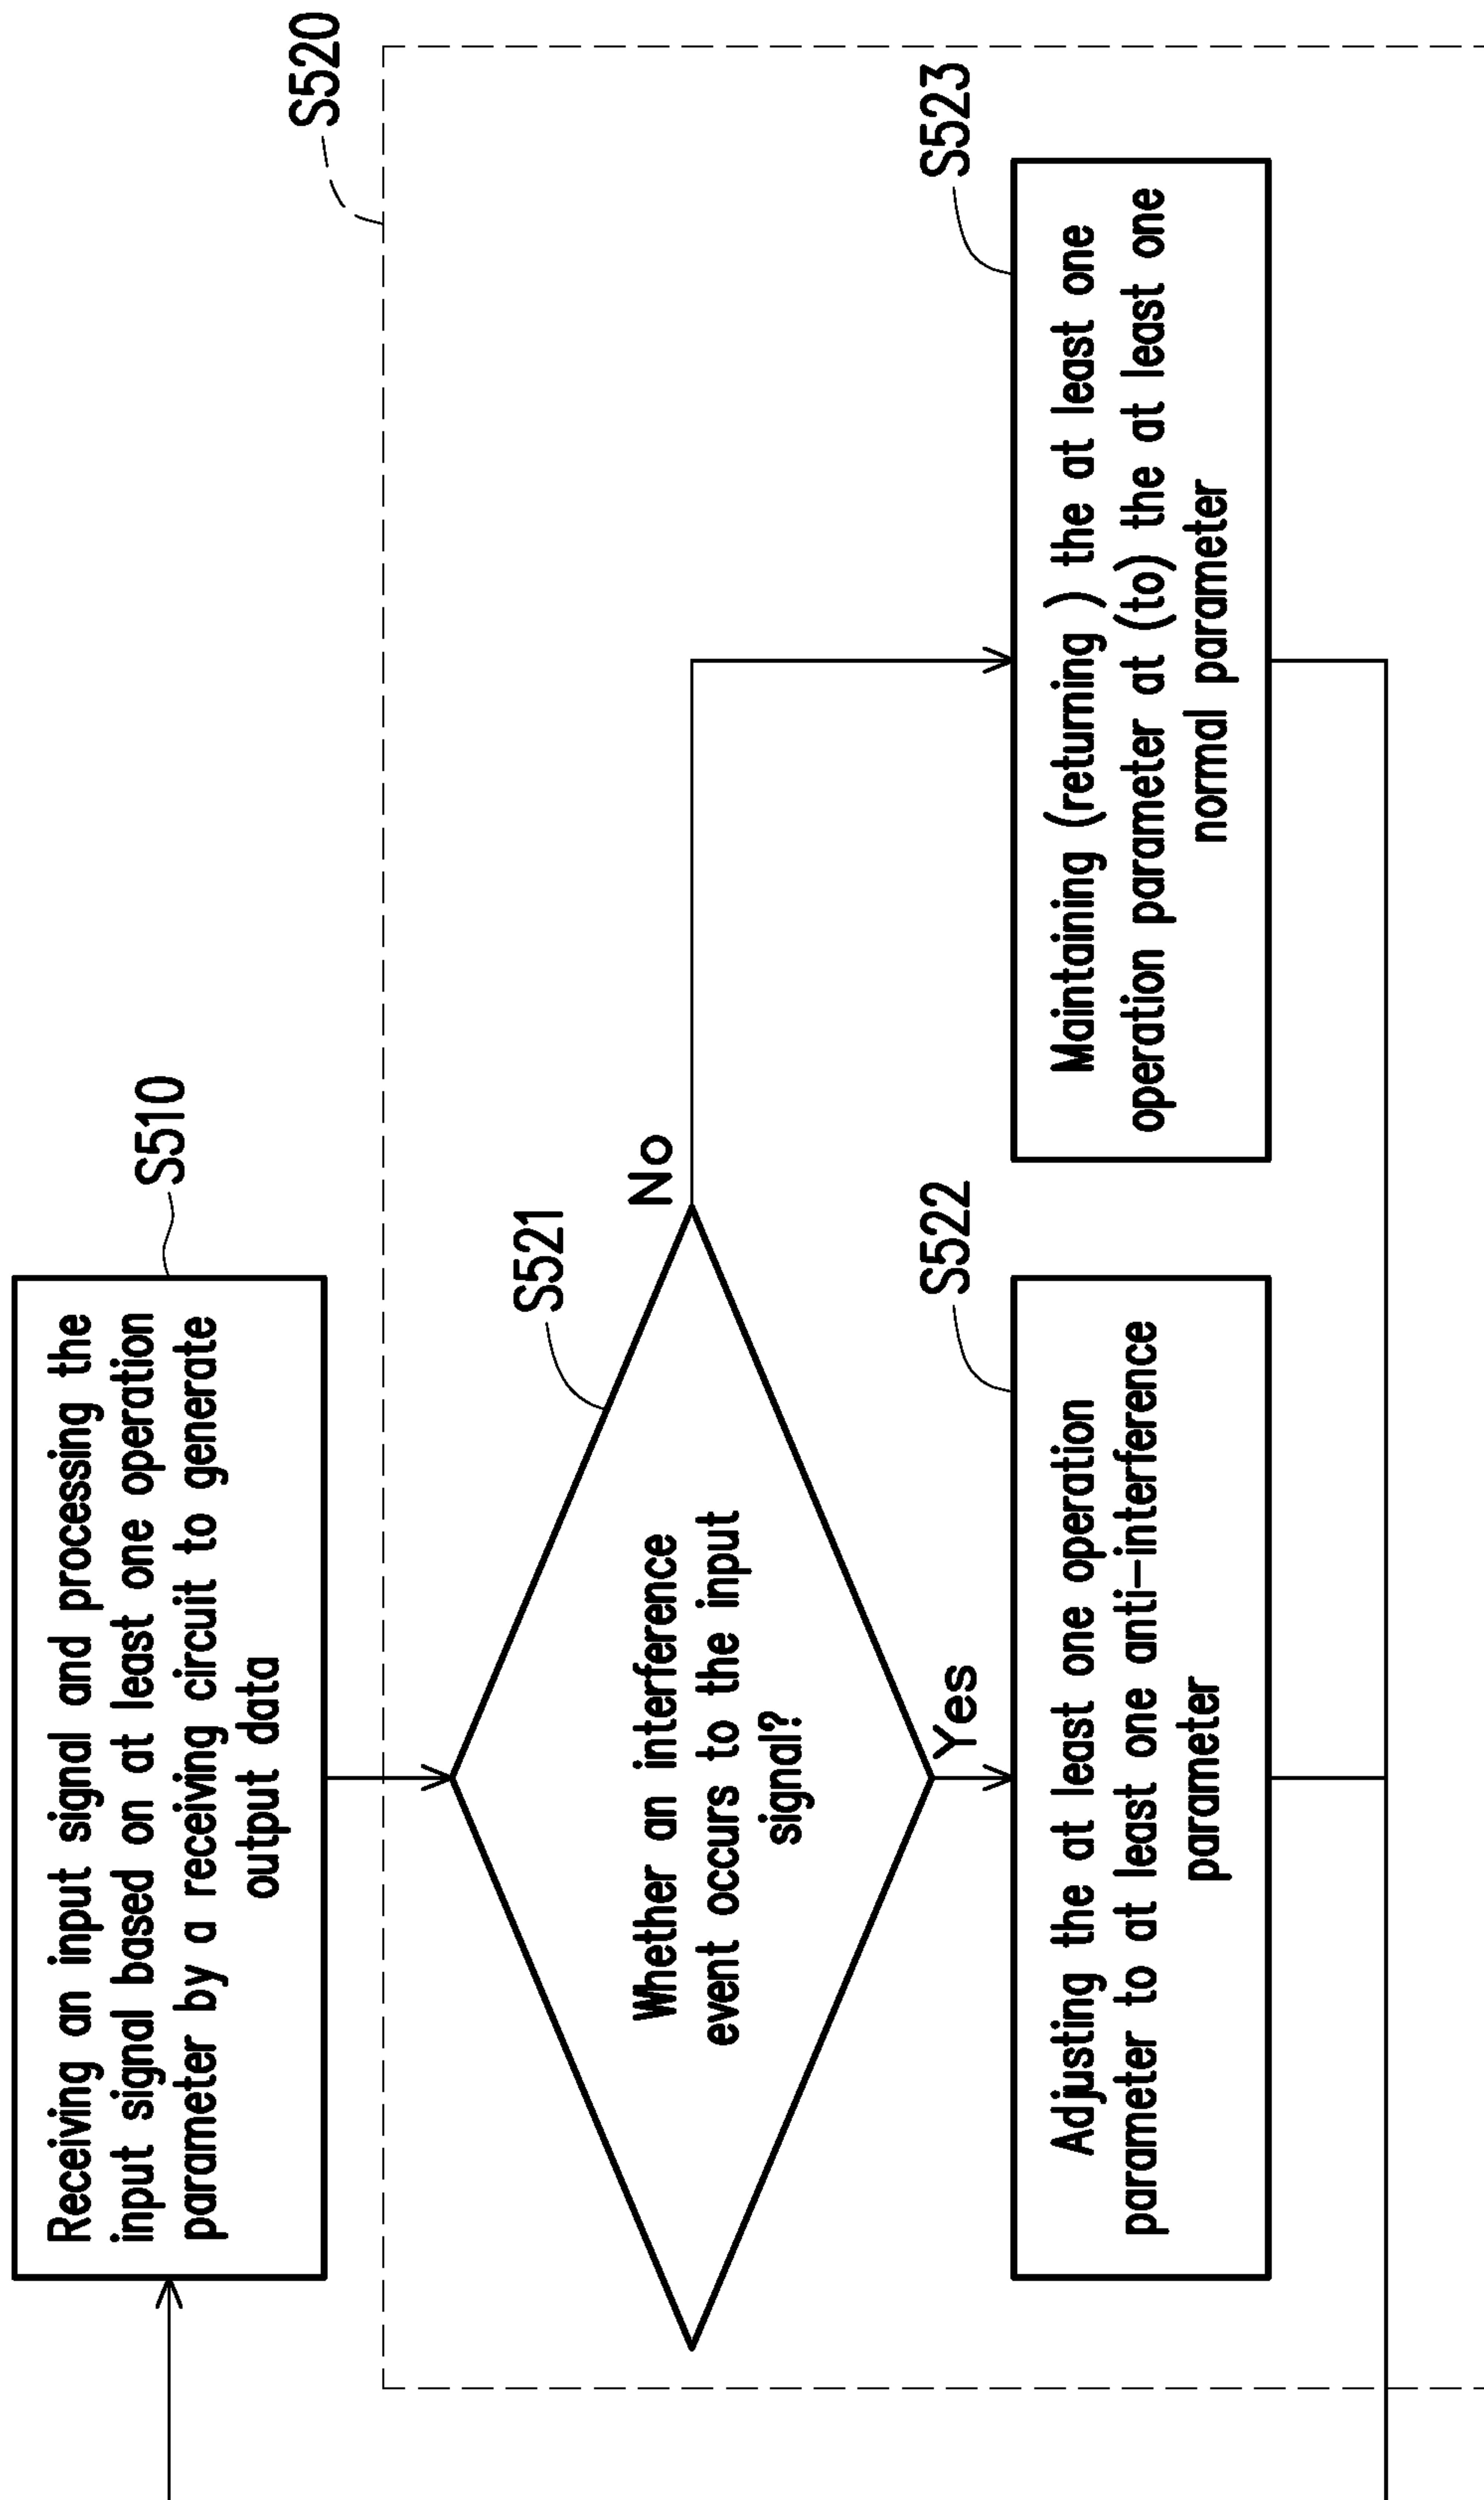 Receiving an input signal and processing the
input signal based on at least one operation
parameter by a receiving circuit to generate
output data
S510
S520
S521
Whether an interference
event occurs to the input
signal?
No
Yes
S522
Adjusting the at least one operation
parameter to at least one anti-interference
parameter
S523
Maintaining (returning ) the at least one
operation parameter at (to) the at least one
normal parameter